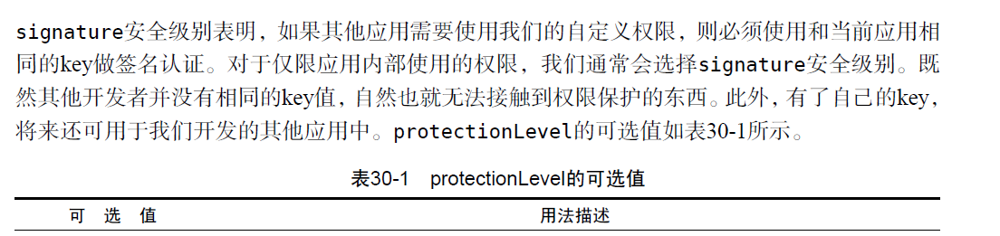 signature安全级别表明，如果其他应用需要使用我们的自定义权限，则必须使用和当前应用相
同的key做签名认证。对于仅限应用内部使用的权限，我们通常会选择signature安全级别。既
然其他开发者并没有相同的key值，自然也就无法接触到权限保护的东西。此外，有了自己的key，
将来还可用于我们开发的其他应用中。protectionLevel的可选值如表30-1所示。
表30-1 protectionLevel的可选值
可 选 值 用法描述